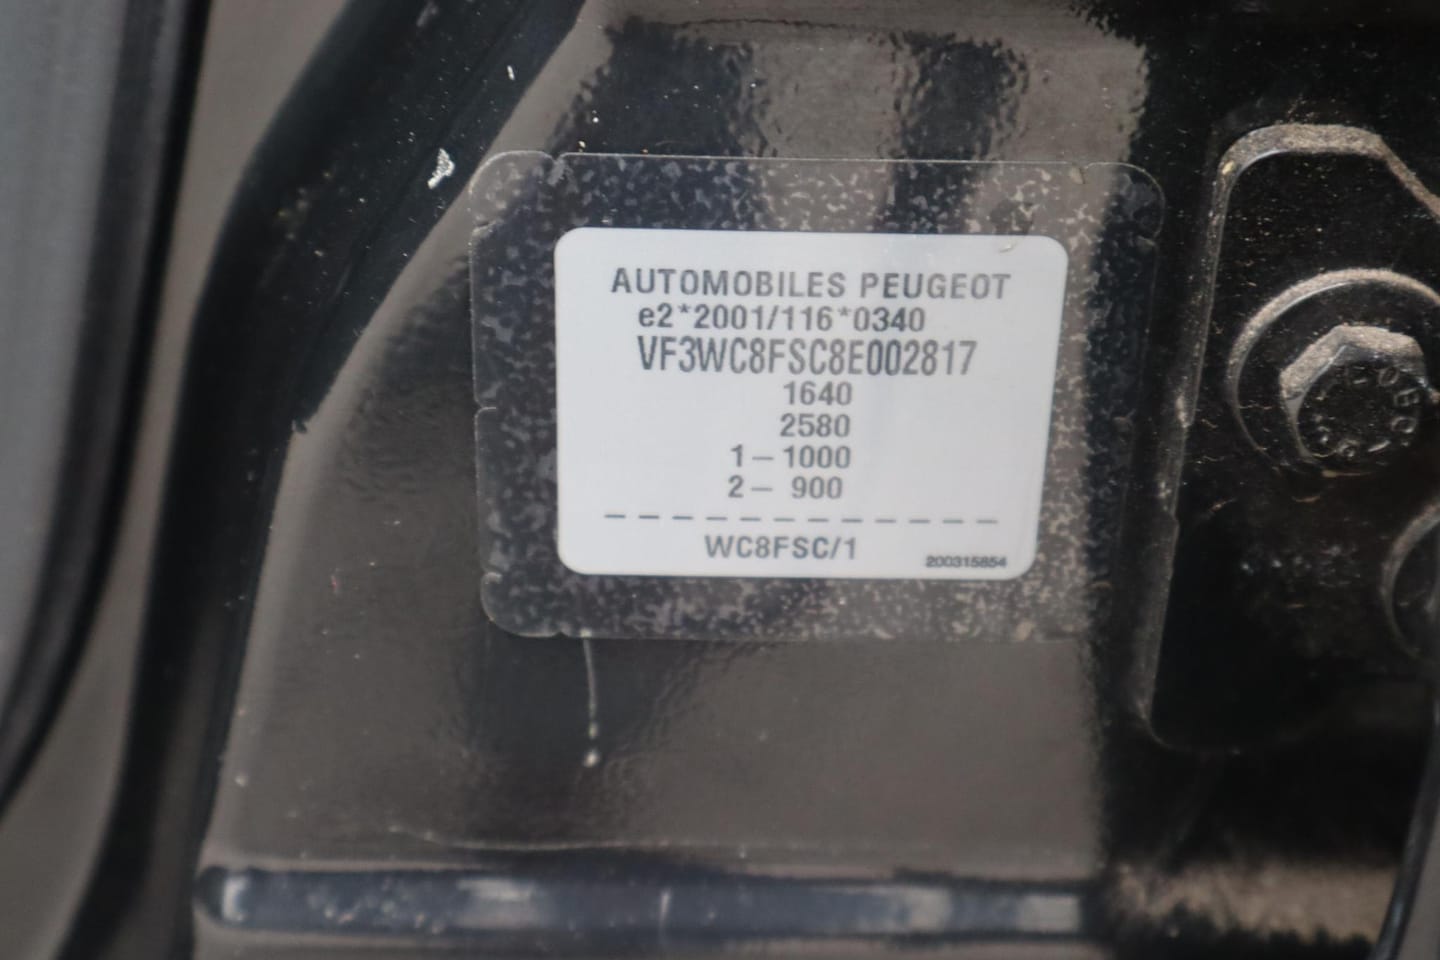 AUTOMOBILES PEUGEOT
e2*2001/116*0340
VF3WC8FSC8E002817
1640
2580
1 – 1000
2 – 900
– – – – – – – – – – – –
WC8FSC/1
200315854